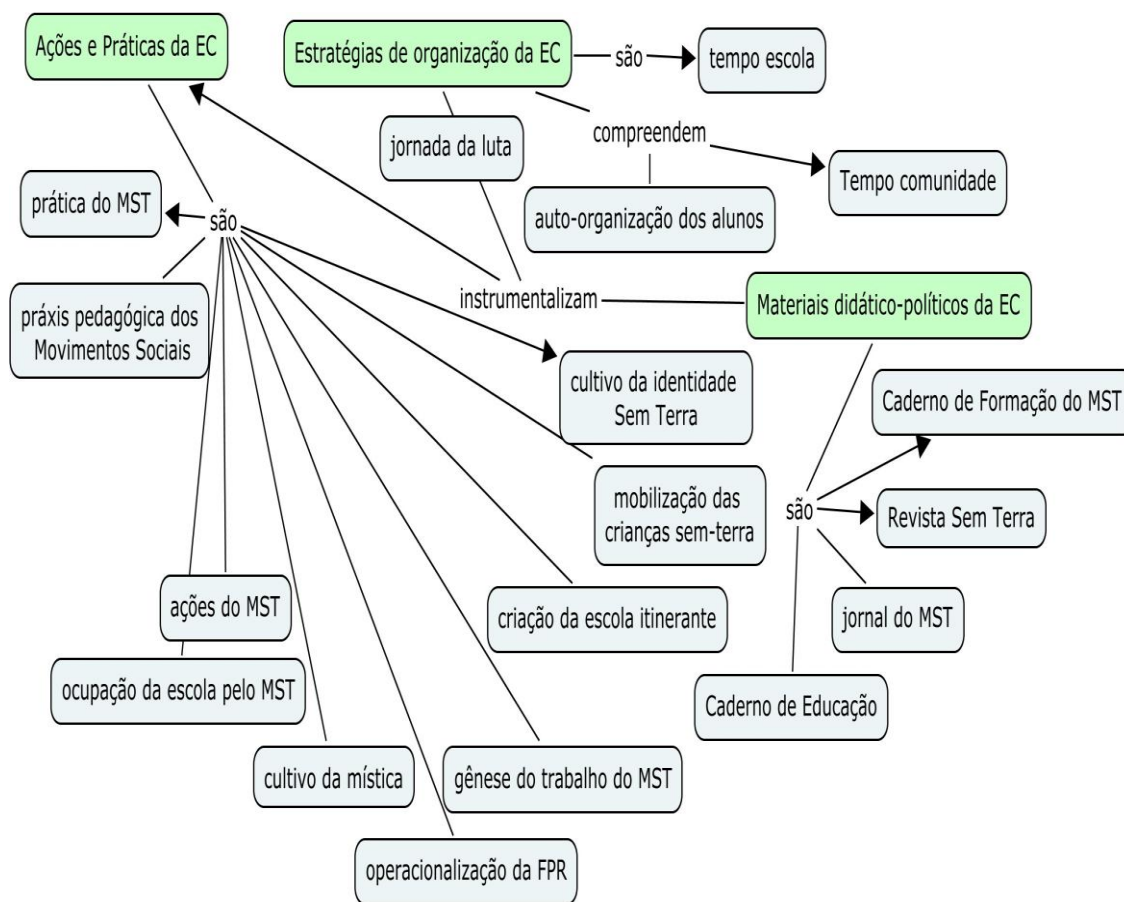 Ações e Práticas da EC
Estratégias de organização da EC
são
tempo escola
jornada da luta
compreendem
prática do MST
são
auto-organização dos alunos
Tempo comunidade
práxis pedagógica dos
Movimentos Sociais
instrumentalizam
Materiais didático-políticos da EC
cultivo da identidade
Sem Terra
Caderno de Formação do MST
mobilização das
crianças sem-terra
são
Revista Sem Terra
ações do MST
criação da escola itinerante
jornal do MST
ocupação da escola pelo MST
Caderno de Educação
cultivo da mística
gênese do trabalho do MST
operacionalização da FPR